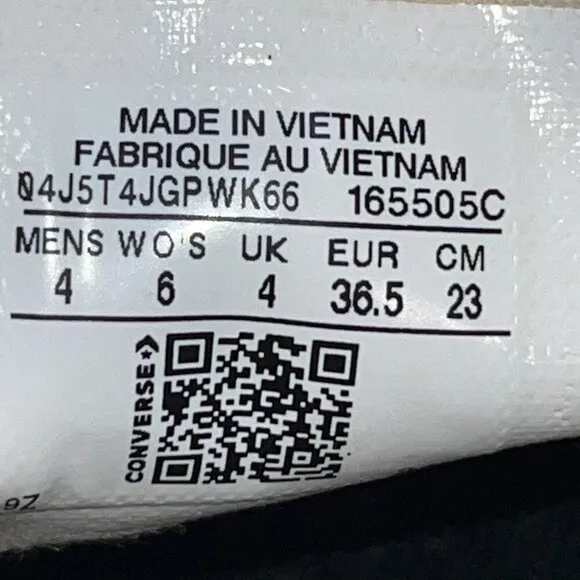 MADE IN VIETNAM
FABRIQUE AU VIETNAM
04J5T4JGPWK66 165505C
MENS WO'S UK EUR CM
4 6 4 36.5 23
CONVERSE
9Z